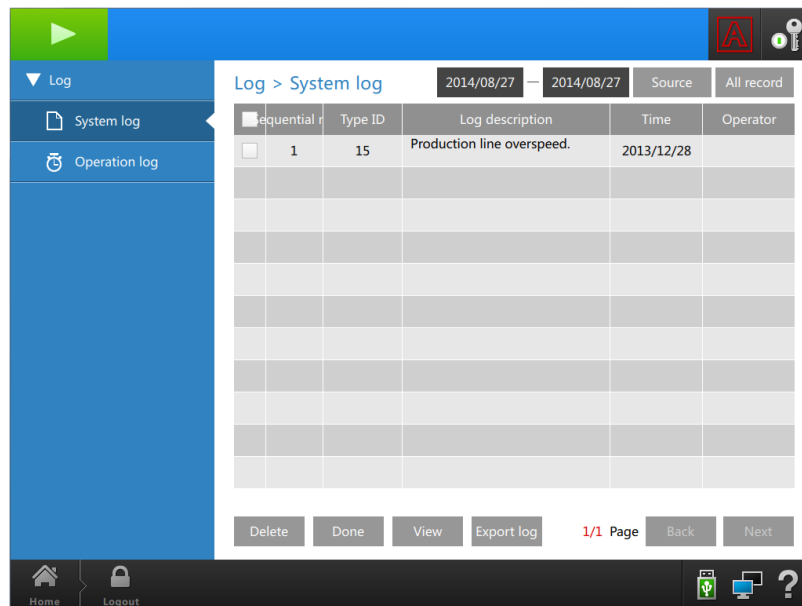 A
Log
Log > System log 2014/08/27 — 2014/08/27 Source All record
System log
Operation log
equential r Type ID Log description Time Operator
1 15 Production line overspeed. 2013/12/28
Delete Done View Export log 1/1 Page Back Next
Home Logout ?